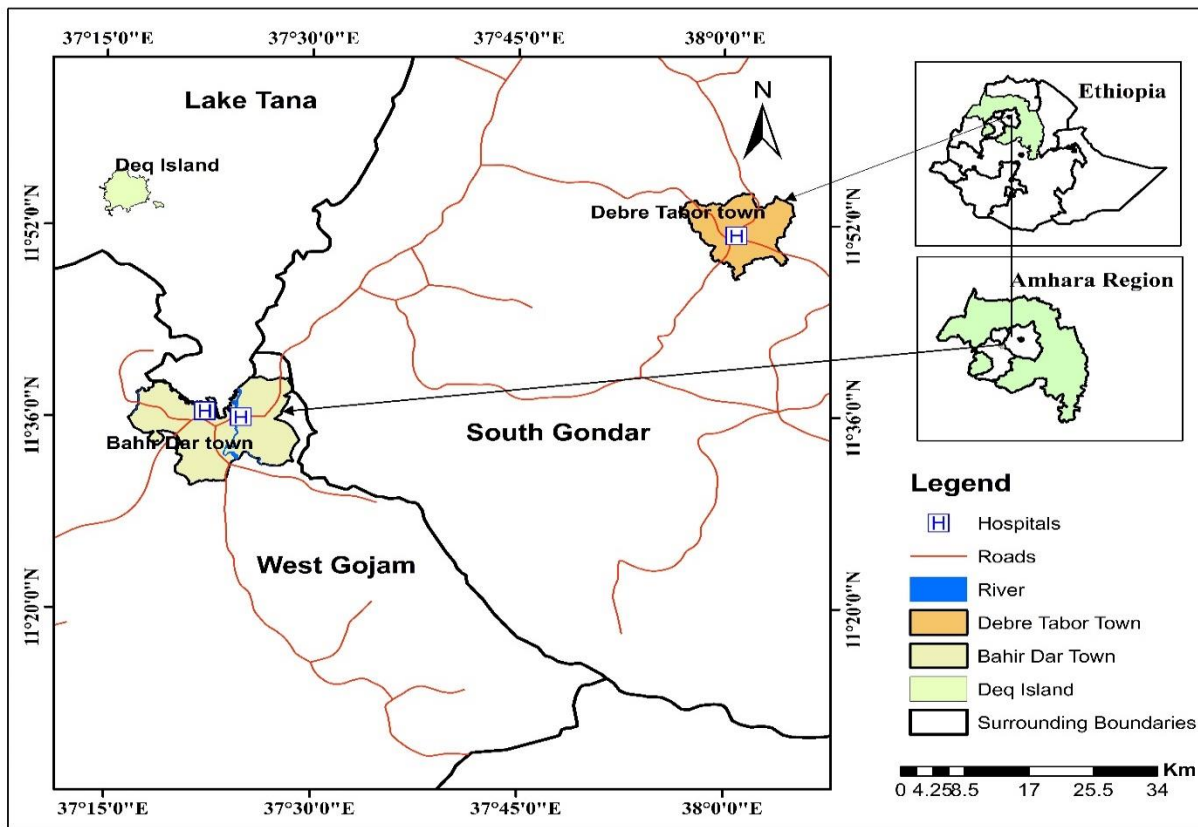 37°15'0"E 37°30'0"E 37°45'0"E 38°0'0"E
Lake Tana
Deq Island
N
11°52'0"N
11°52'0"N
Debre Tabor town
H
11°36'0"N
11°36'0"N
H
H
Bahir Dar town
South Gondar
West Gojam
11°20'0"N
11°20'0"N
37°15'0"E 37°30'0"E 37°45'0"E 38°0'0"E
Ethiopia
Amhara Region
Legend
H Hospitals
Roads
River
Debre Tabor Town
Bahir Dar Town
Deq Island
Surrounding Boundaries
Km
0 4.25 8.5 17 25.5 34